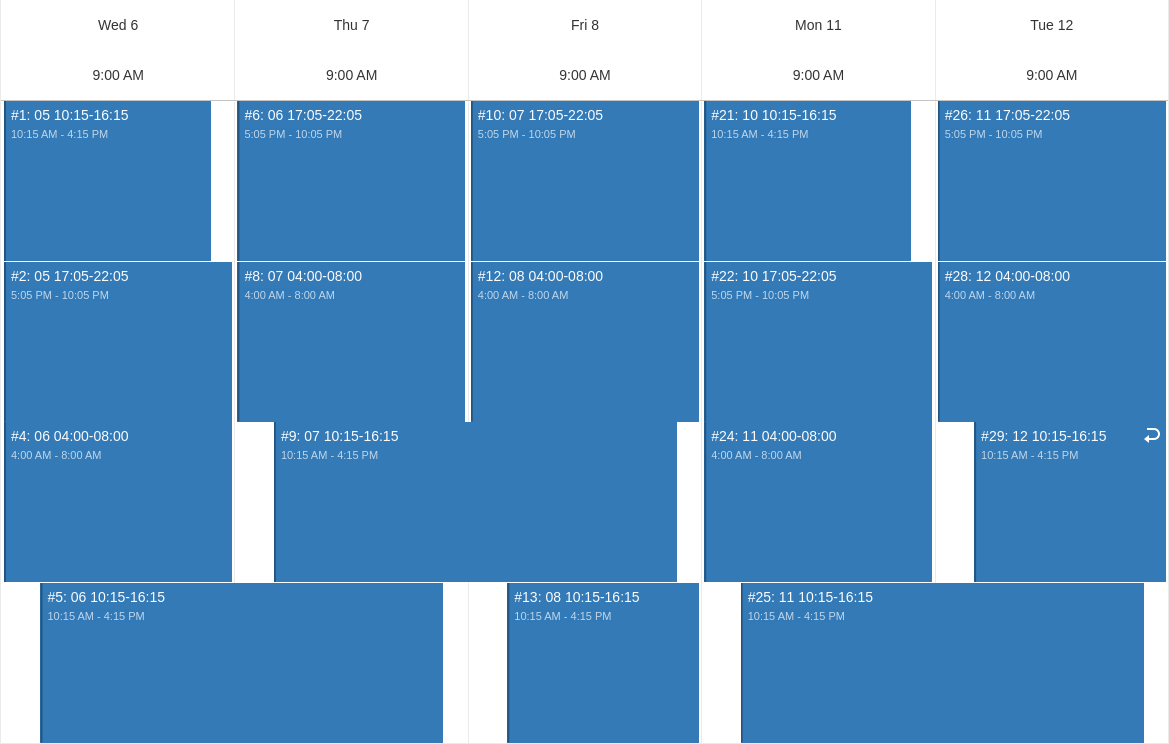 Wed 6
Thu 7
Fri 8
Mon 11
Tue 12
9:00 AM
9:00 AM
9:00 AM
9:00 AM
9:00 AM
#1: 05 10:15-16:15
10:15 AM - 4:15 PM
#6: 06 17:05-22:05
5:05 PM - 10:05 PM
#10: 07 17:05-22:05
5:05 PM - 10:05 PM
#21: 10 10:15-16:15
10:15 AM - 4:15 PM
#26: 11 17:05-22:05
5:05 PM - 10:05 PM
#2: 05 17:05-22:05
5:05 PM - 10:05 PM
#8: 07 04:00-08:00
4:00 AM - 8:00 AM
#12: 08 04:00-08:00
4:00 AM - 8:00 AM
#22: 10 17:05-22:05
5:05 PM - 10:05 PM
#28: 12 04:00-08:00
4:00 AM - 8:00 AM
#4: 06 04:00-08:00
4:00 AM - 8:00 AM
#9: 07 10:15-16:15
10:15 AM - 4:15 PM
#24: 11 04:00-08:00
4:00 AM - 8:00 AM
#29: 12 10:15-16:15
10:15 AM - 4:15 PM
#5: 06 10:15-16:15
10:15 AM - 4:15 PM
#13: 08 10:15-16:15
10:15 AM - 4:15 PM
#25: 11 10:15-16:15
10:15 AM - 4:15 PM